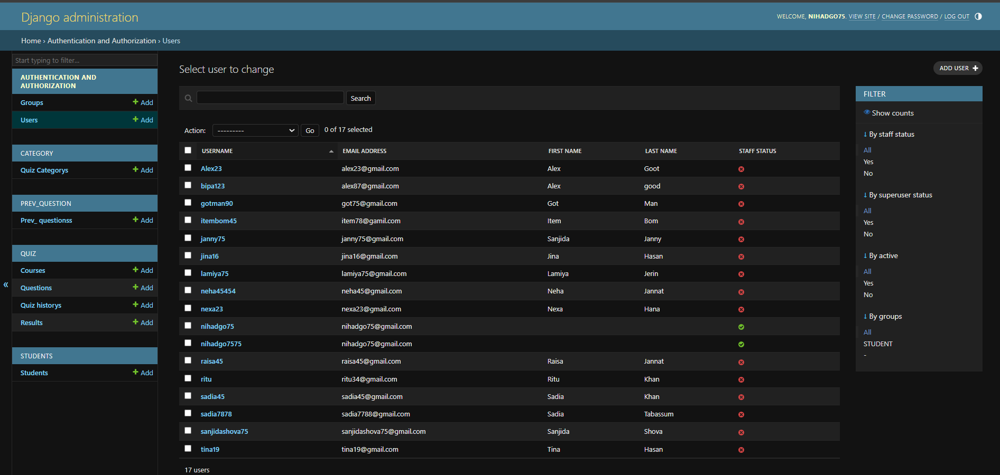 Django administration
WELCOME, NIHADGO75. VIEW SITE / CHANGE PASSWORD / LOG OUT
Home › Authentication and Authorization › Users
Start typing to filter...
AUTHENTICATION AND
AUTHORIZATION
Groups + Add
Users + Add
CATEGORY
Quiz Categorys + Add
PREV_QUESTION
Prev_ questionss + Add
QUIZ
Courses + Add
Questions + Add
Quiz historys + Add
Results + Add
STUDENTS
Students + Add
«
Select user to change
ADD USER +
Search
Action: --------- Go 0 of 17 selected
USERNAME EMAIL ADDRESS FIRST NAME LAST NAME STAFF STATUS
Alex23 alex23@gmail.com Alex Goot
bipa123 alex87@gmail.com Alex good
gotman90 got75@gmail.com Got Man
itembom45 item78@gamil.com Item Bom
janny75 janny75@gmail.com Sanjida Janny
jina16 jina16@gmail.com Jina Hasan
lamiya75 lamiya75@gmail.com Lamiya Jerin
neha45454 neha45@gmail.com Neha Jannat
nexa23 nexa23@gmail.com Nexa Hana
nihadgo75 nihadgo75@gmail.com
nihadgo7575 nihadgo75@gmail.com
raisa45 raisa45@gmail.com Raisa Jannat
ritu ritu34@gmail.com Ritu Khan
sadia45 sadia45@gmail.com Sadia Khan
sadia7878 sadia7788@gmail.com Sadia Tabassum
sanjidashova75 sanjidashova75@gmail.com Sanjida Shova
tina19 tina19@gmail.com Tina Hasan
17 users
FILTER
Show counts
↓ By staff status
All
Yes
No
↓ By superuser status
All
Yes
No
↓ By active
All
Yes
No
↓ By groups
All
STUDENT
-